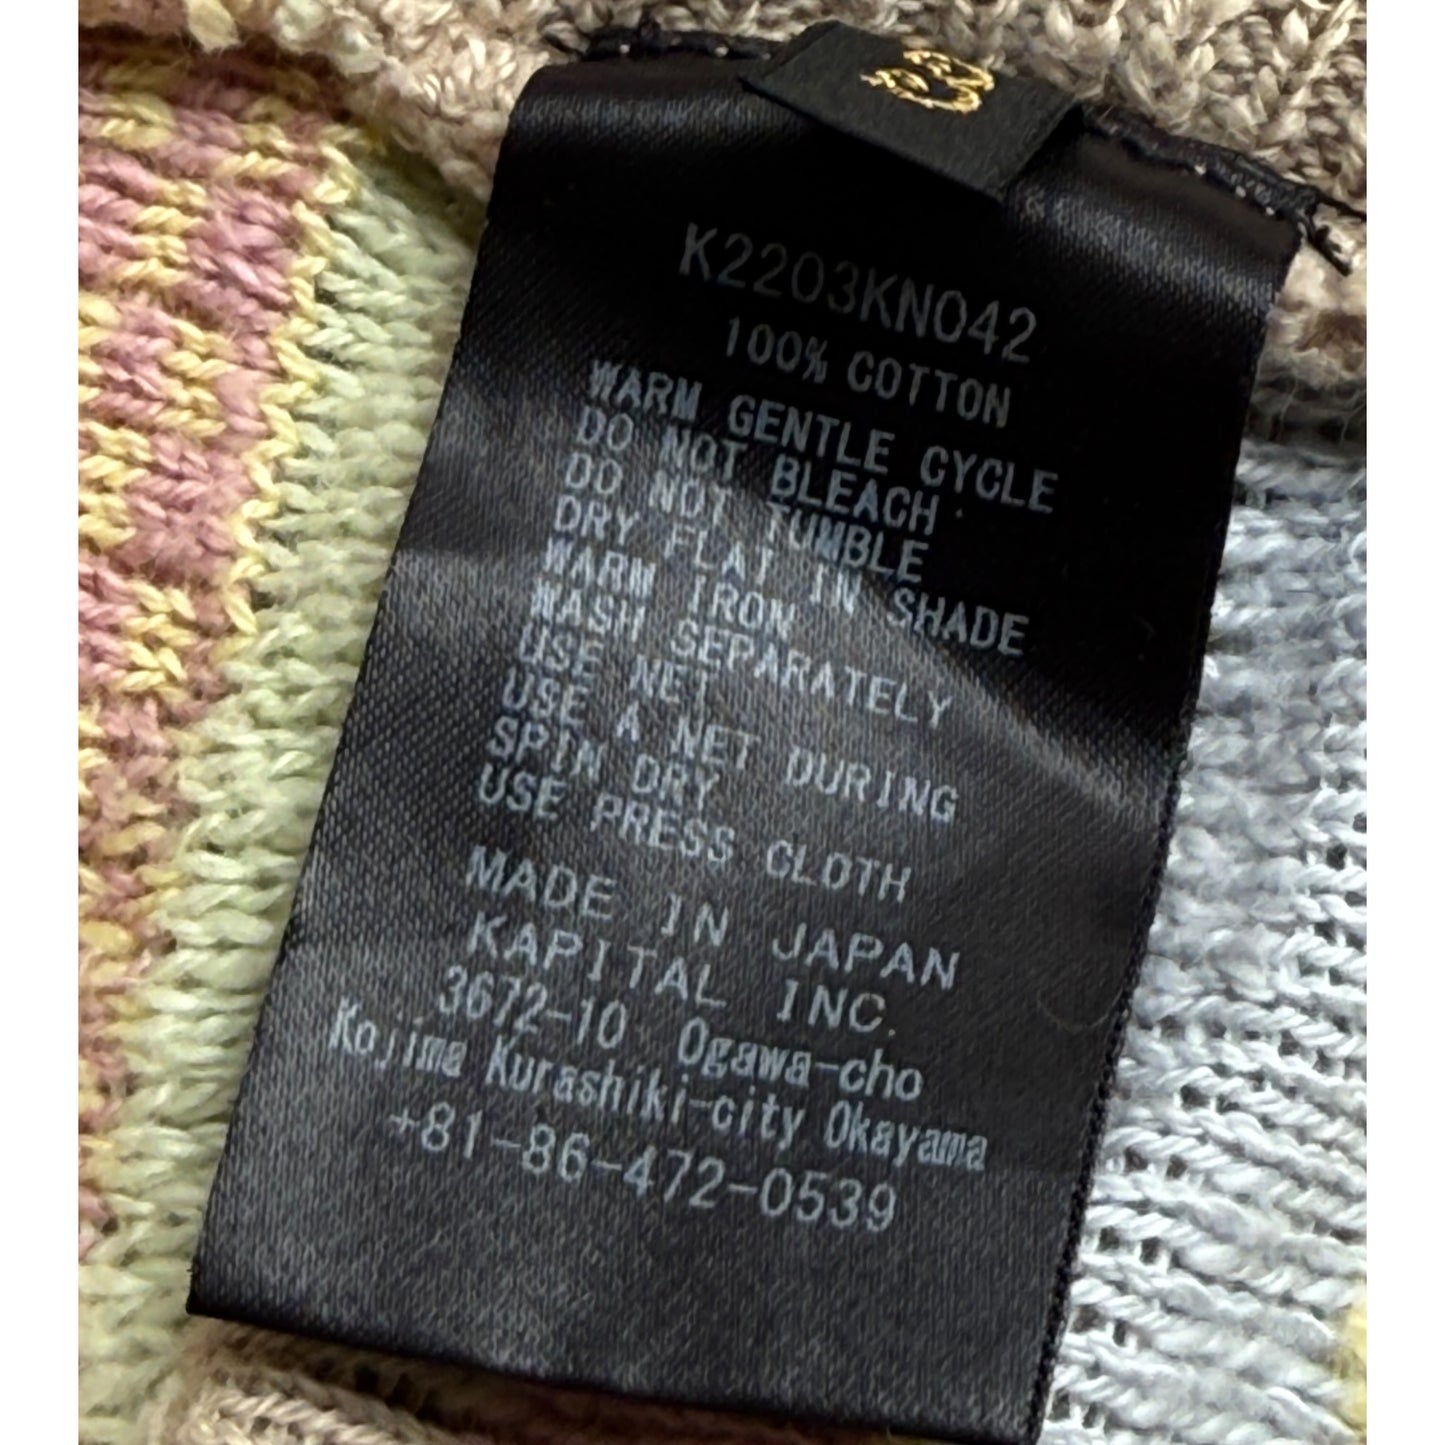 3
K2203KN042
100% COTTON
WARM GENTLE CYCLE
DO NOT BLEACH
DO NOT TUMBLE
DRY FLAT IN SHADE
WARM IRON
WASH SEPARATELY
USE NET
USE A NET DURING
SPIN DRY
USE PRESS CLOTH
MADE IN JAPAN
KAPITAL INC.
3672-10 Ogawa-cho
Kojima Kurashiki-city Okayama
+81-86-472-0539